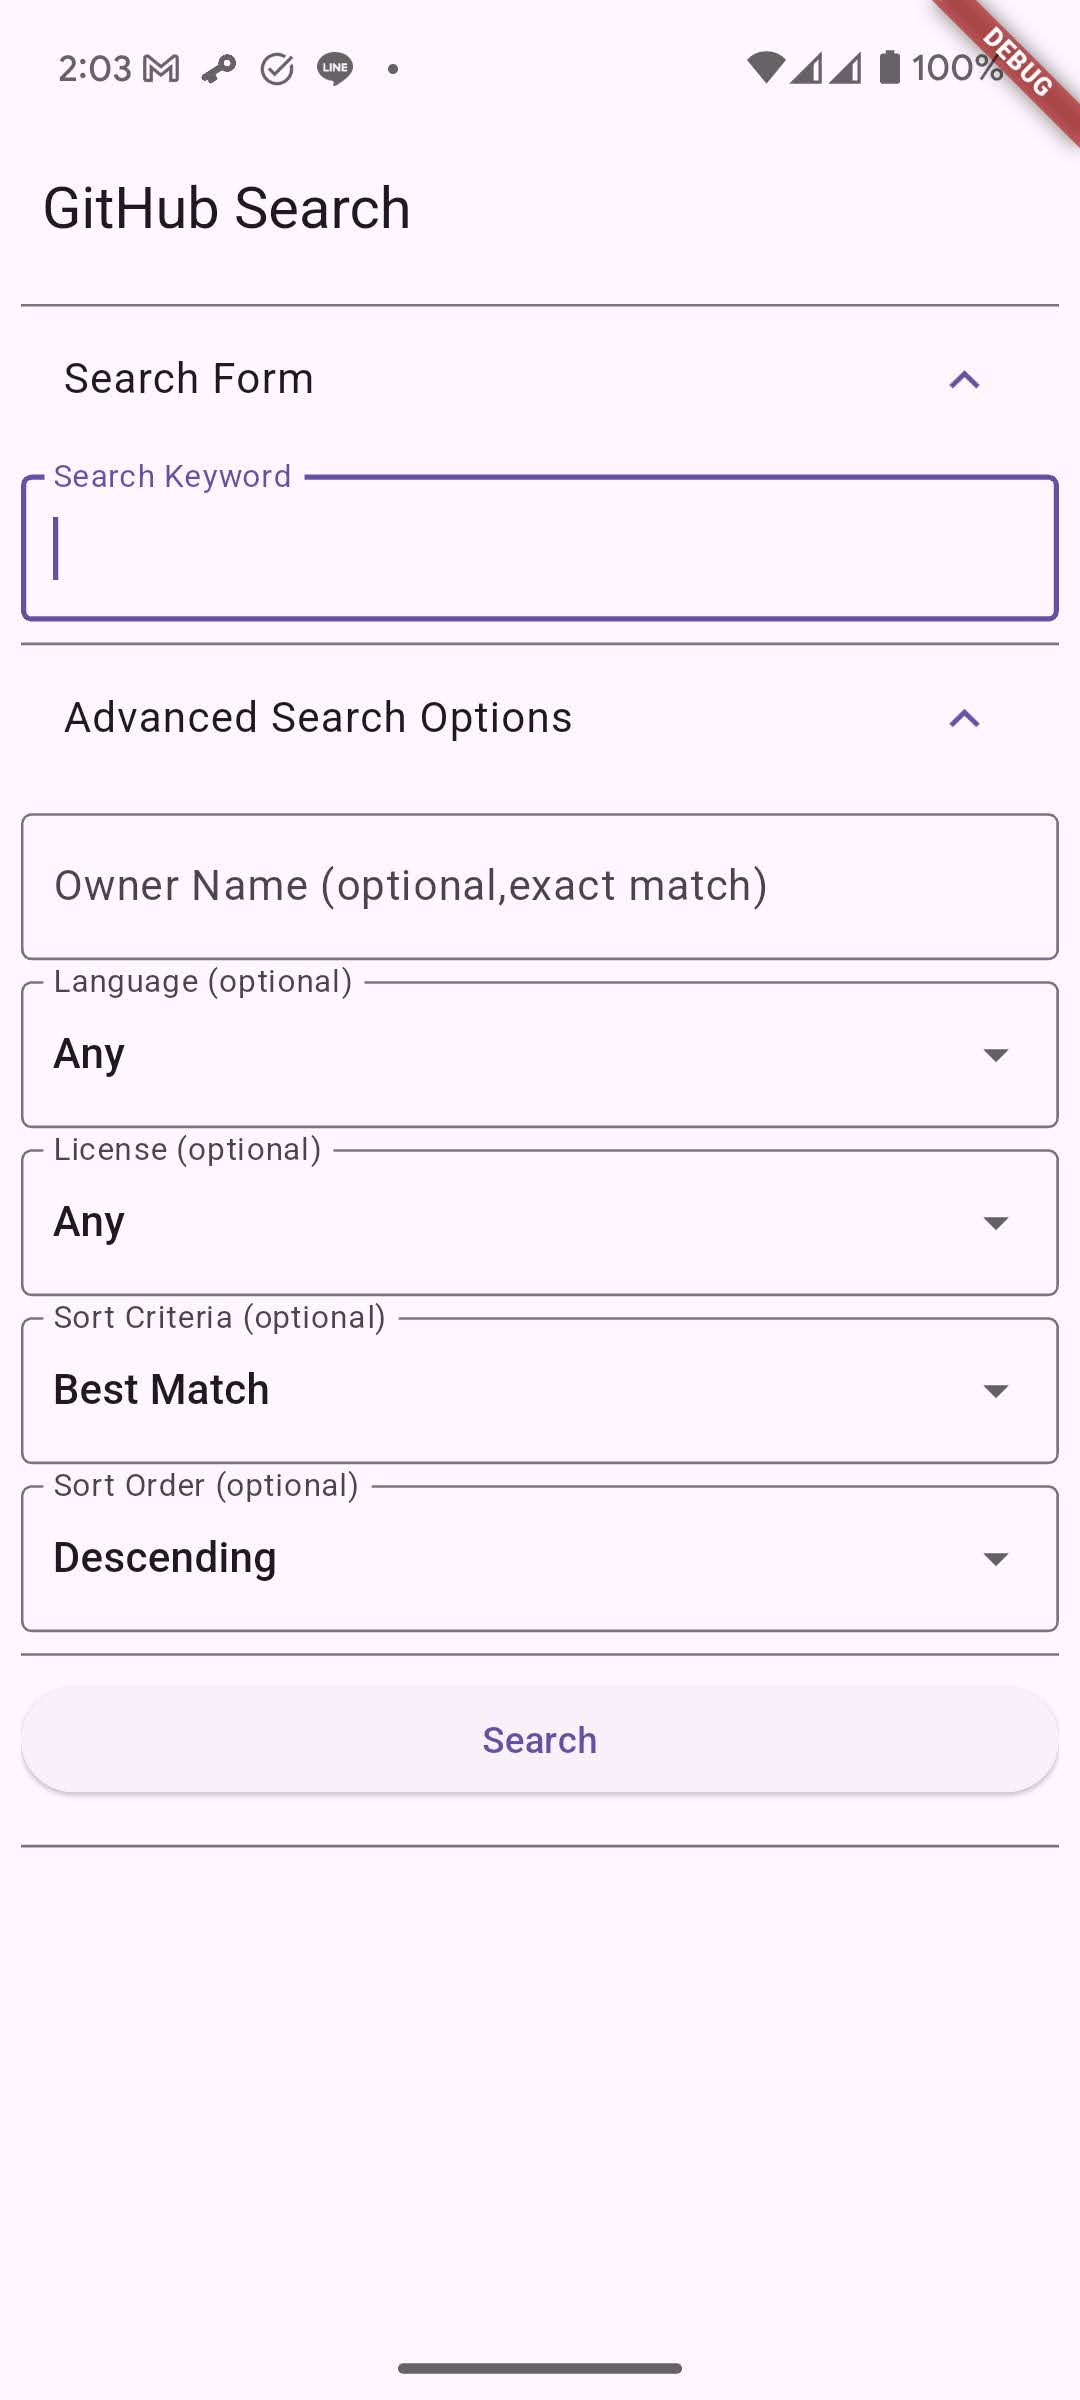 2:03 LINE 100%
DEBUG
GitHub Search
Search Form
Search Keyword
Advanced Search Options
Owner Name (optional,exact match)
Language (optional)
Any
License (optional)
Any
Sort Criteria (optional)
Best Match
Sort Order (optional)
Descending
Search